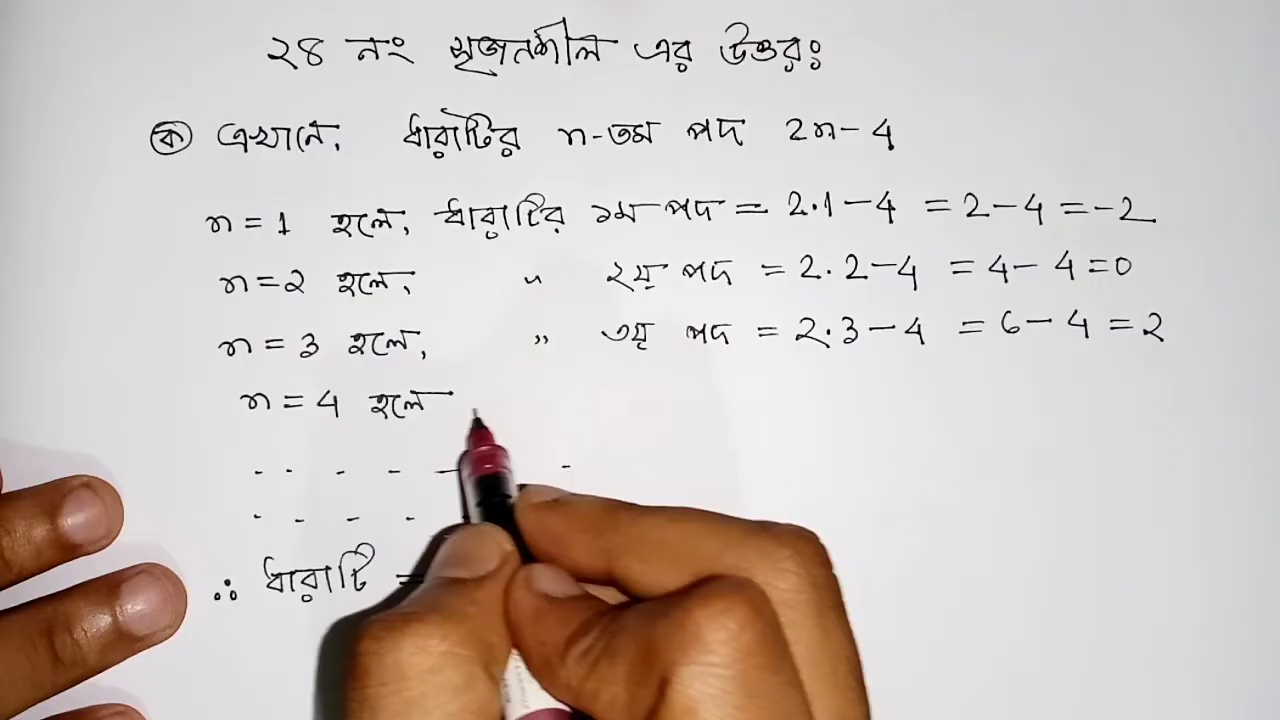 ২৪ নং সৃজনশীল এর উত্তরঃ
ক এখানে, ধারাটির n-তম পদ 2n-4
n = 1 হলে, ধারাটির ১ম পদ = 2.1-4 = 2-4 = -2
n = 2 হলে, " ২য় পদ = 2.2-4 = 4-4 = 0
n = 3 হলে, " ৩য় পদ = 2.3-4 = 6-4 = 2
n = 4 হলে
- - - - - -
- - - -
∴ ধারাটি =